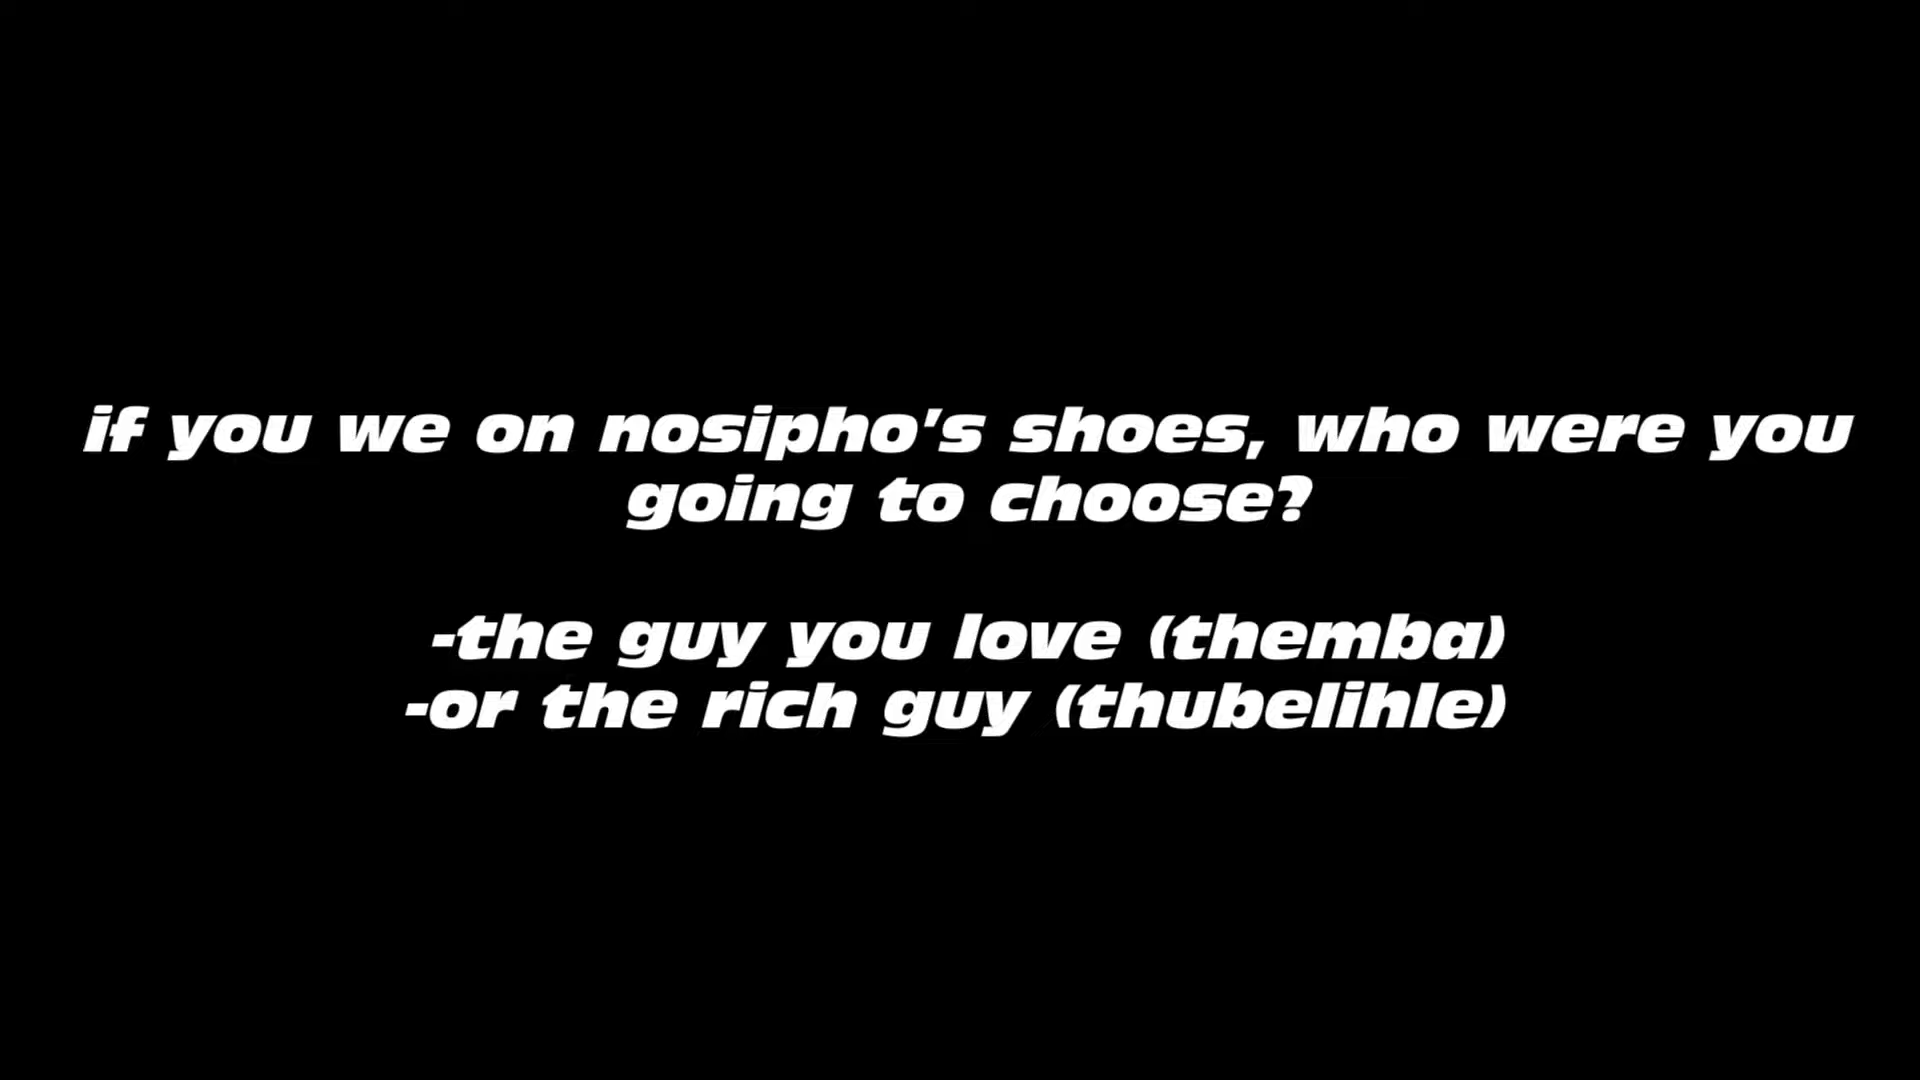 if you we on nosipho's shoes, who were you
going to choose?
-the guy you love (themba)
-or the rich guy (thubelihle)